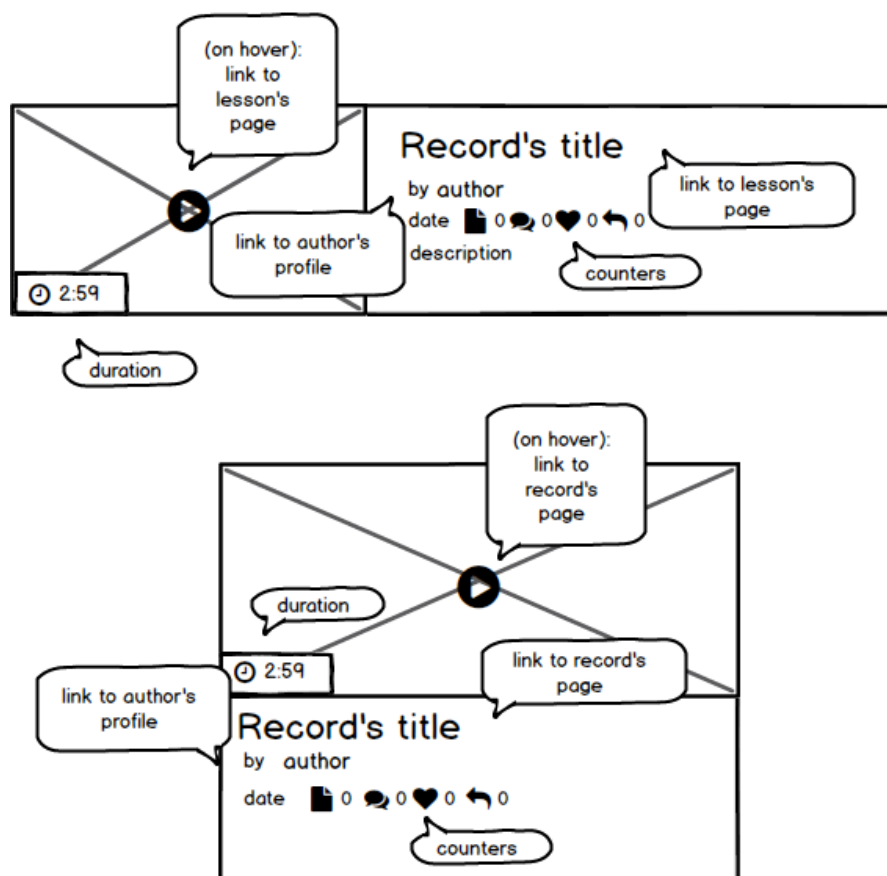 (on hover):
link to
lesson's
page
Record's title
link to lesson's
page
by author
link to author's
profile
date 0 0 0 0
description
counters
2:59
duration
(on hover):
link to
record's
page
duration
link to record's
page
2:59
link to author's
profile
Record's title
by author
date 0 0 0 0
counters